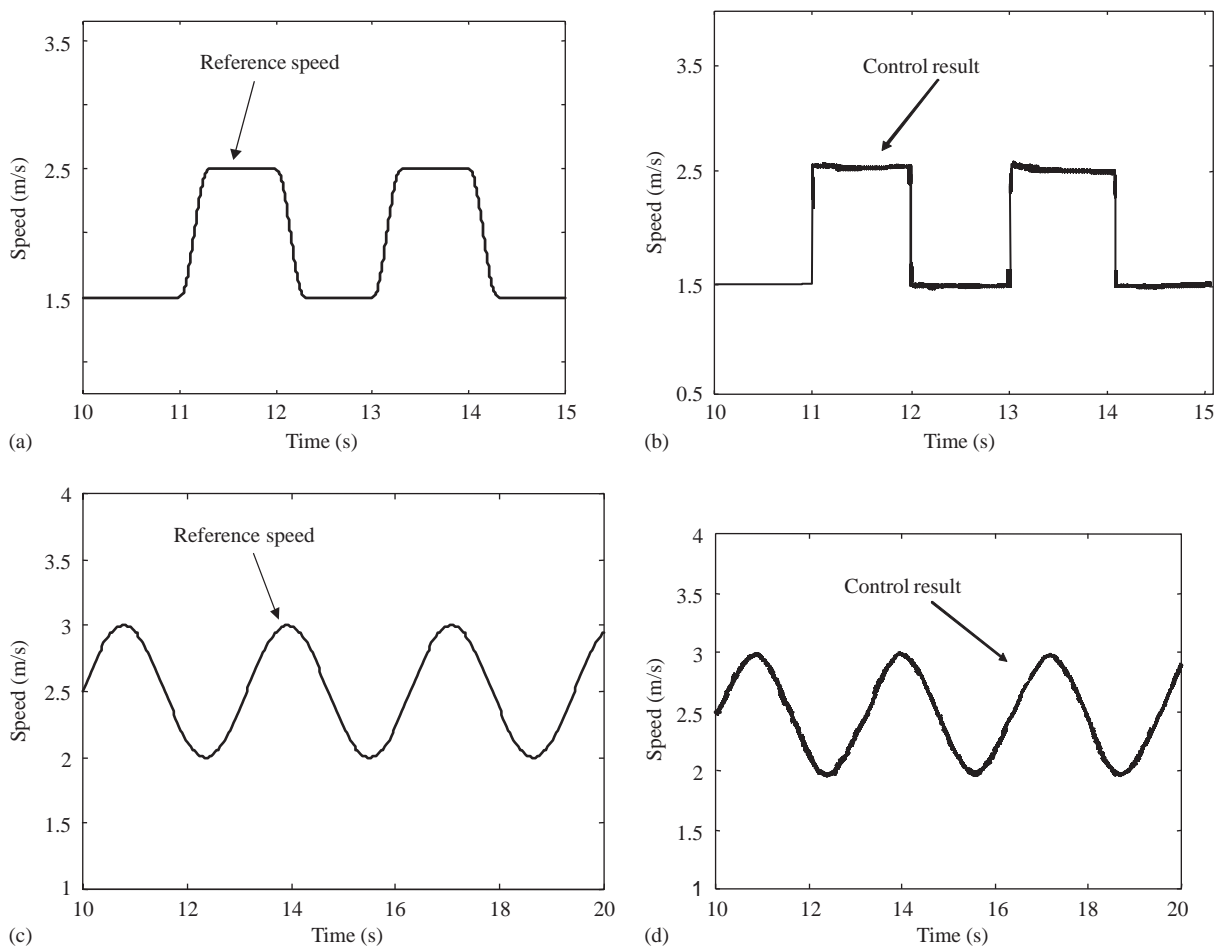 3.5
Reference speed
2.5
Speed (m/s)
1.5
10 11 12 13 14 15
(a) Time (s)
3.5
Control result
2.5
Speed (m/s)
1.5
0.5
10 11 12 13 14 15
(b) Time (s)
4
3.5
Reference speed
3
2.5
Speed (m/s)
2
1.5
1
10 12 14 16 18 20
(c) Time (s)
4
3.5
Control result
3
2.5
Speed (m/s)
2
1.5
1
10 12 14 16 18 20
(d) Time (s)